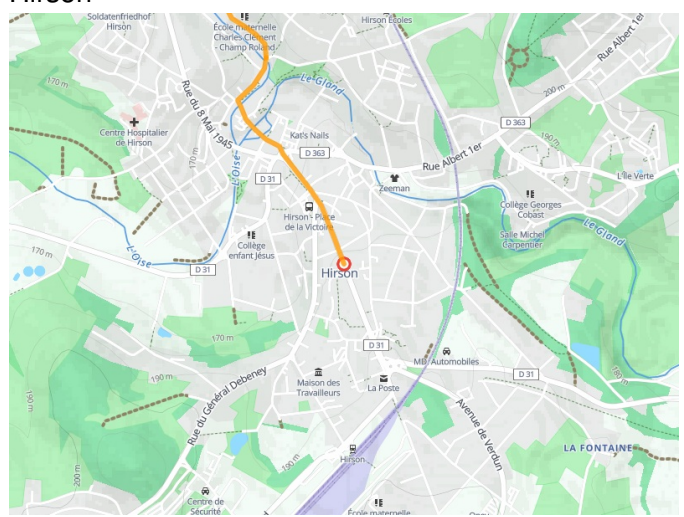 Hirson
Soldatenfriedhof
Hirson
École maternelle
Charles Clément
- Champ Roland
Hirson Écoles
Rue Albert 1er
170 m
Le Gland
200 m
Rue du 8 Mai 1945
Centre Hospitalier
de Hirson
170 m
Kat's Nails
D 363
D 363
190 m
Rue Albert 1er
L'Oise
D 31
Zeeman
L'Île Verte
Collège Georges
Cobast
Hirson - Place
de la Victoire
Le Gland
Salle Michel
Carpentier
170 m
L'Oise
Collège
enfant Jésus
D 31
Hirson
170 m
D 31
190 m
Maison des
Travailleurs
La Poste
D 31
190 m
Rue du Général Debeney
Avenue de Verdun
LA FONTAINE
Hirson
200 m
190 m
Centre de
Sécurité
École maternelle